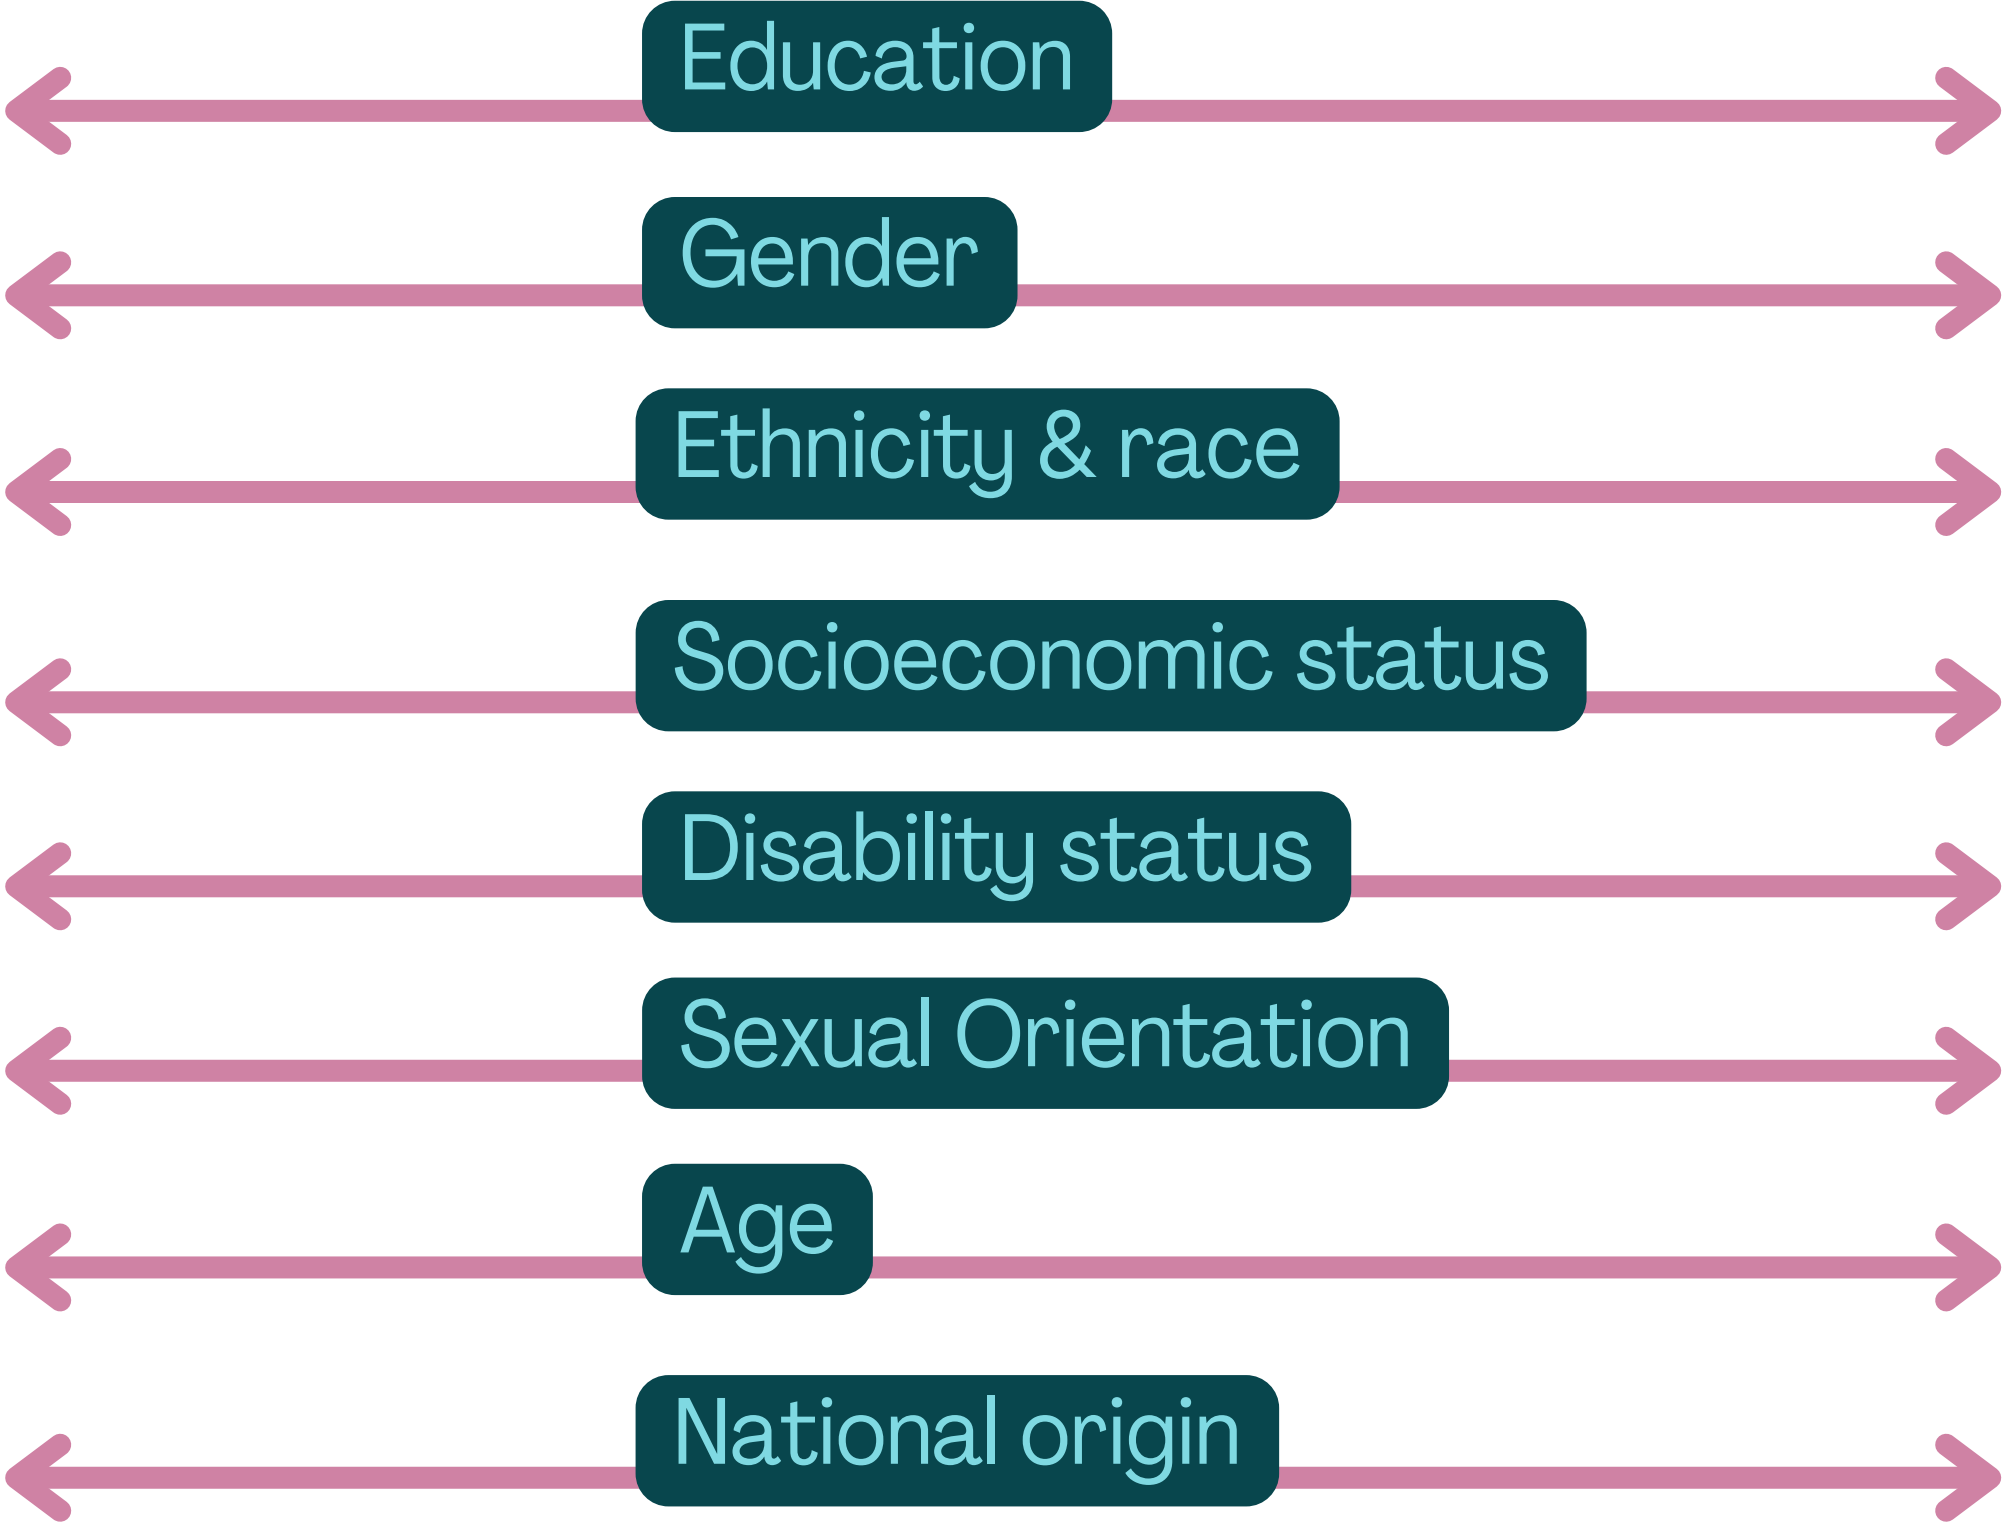 Education
Gender
Ethnicity & race
Socioeconomic status
Disability status
Sexual Orientation
Age
National origin